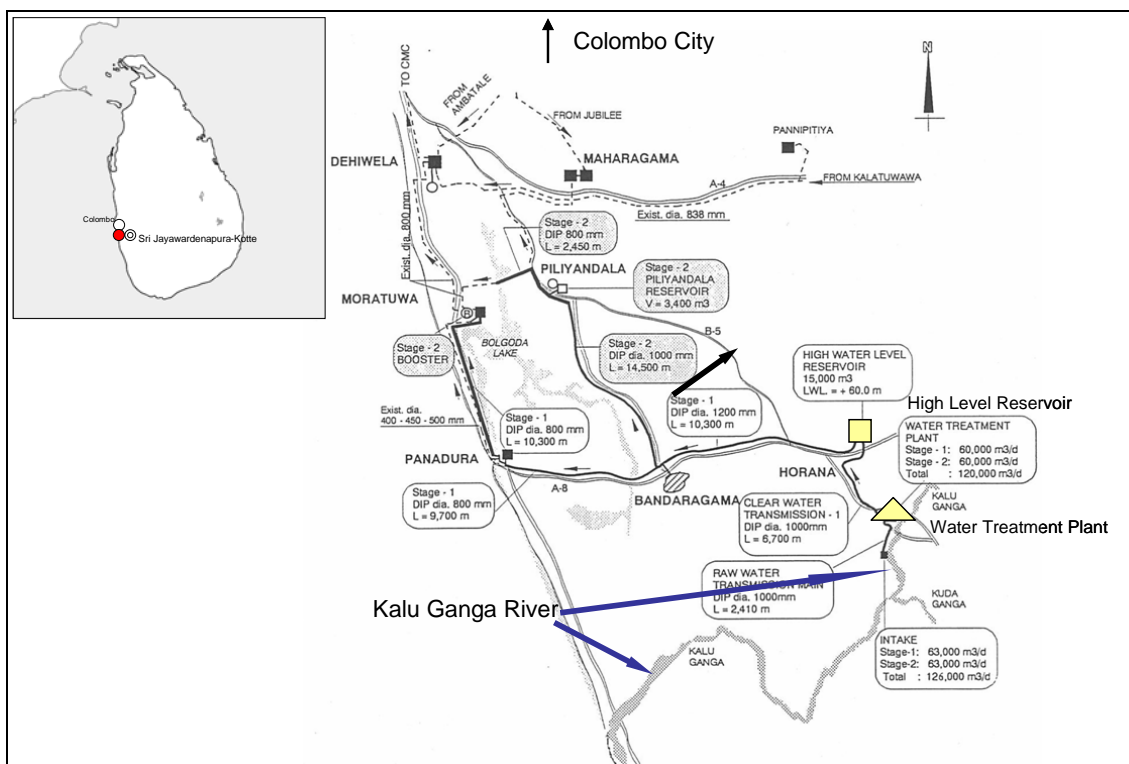 Colombo City
N
TO CMC
FROM
AMBATALE
FROM JUBILEE
PANNIPITIYA
DEHIWELA
MAHARAGAMA
A-4
FROM KALATUWAWA
Exist. dia. 838 mm
Colombo
Sri Jayawardenapura-Kotte
Exist. dia. 800 mm
Stage - 2
DIP 800 mm
L = 2,450 m
PILIYANDALA
Stage - 2
PILIYANDALA
RESERVOIR
V = 3,400 m3
MORATUWA
B
BOLGODA
LAKE
B-5
Stage - 2
BOOSTER
Stage - 2
DIP dia. 1000 mm
L = 14,500 m
HIGH WATER LEVEL
RESERVOIR
15,000 m3
LWL. = + 60.0 m
High Level Reservoir
Stage - 1
DIP dia. 1200 mm
L = 10,300 m
Exist. dia.
400 - 450 - 500 mm
Stage - 1
DIP dia. 800 mm
L = 10,300 m
WATER TREATMENT
PLANT
Stage - 1: 60,000 m3/d
Stage - 2: 60,000 m3/d
Total : 120,000 m3/d
PANADURA
A-8
HORANA
BANDARAGAMA
Stage - 1
DIP dia. 800 mm
L = 9,700 m
CLEAR WATER
TRANSMISSION - 1
DIP dia. 1000mm
L = 6,700 m
KALU
GANGA
Water Treatment Plant
RAW WATER
TRANSMISSION MAIN
DIP dia. 1000mm
L = 2,410 m
Kalu Ganga River
KUDA
GANGA
KALU
GANGA
INTAKE
Stage-1: 63,000 m3/d
Stage-2: 63,000 m3/d
Total : 126,000 m3/d